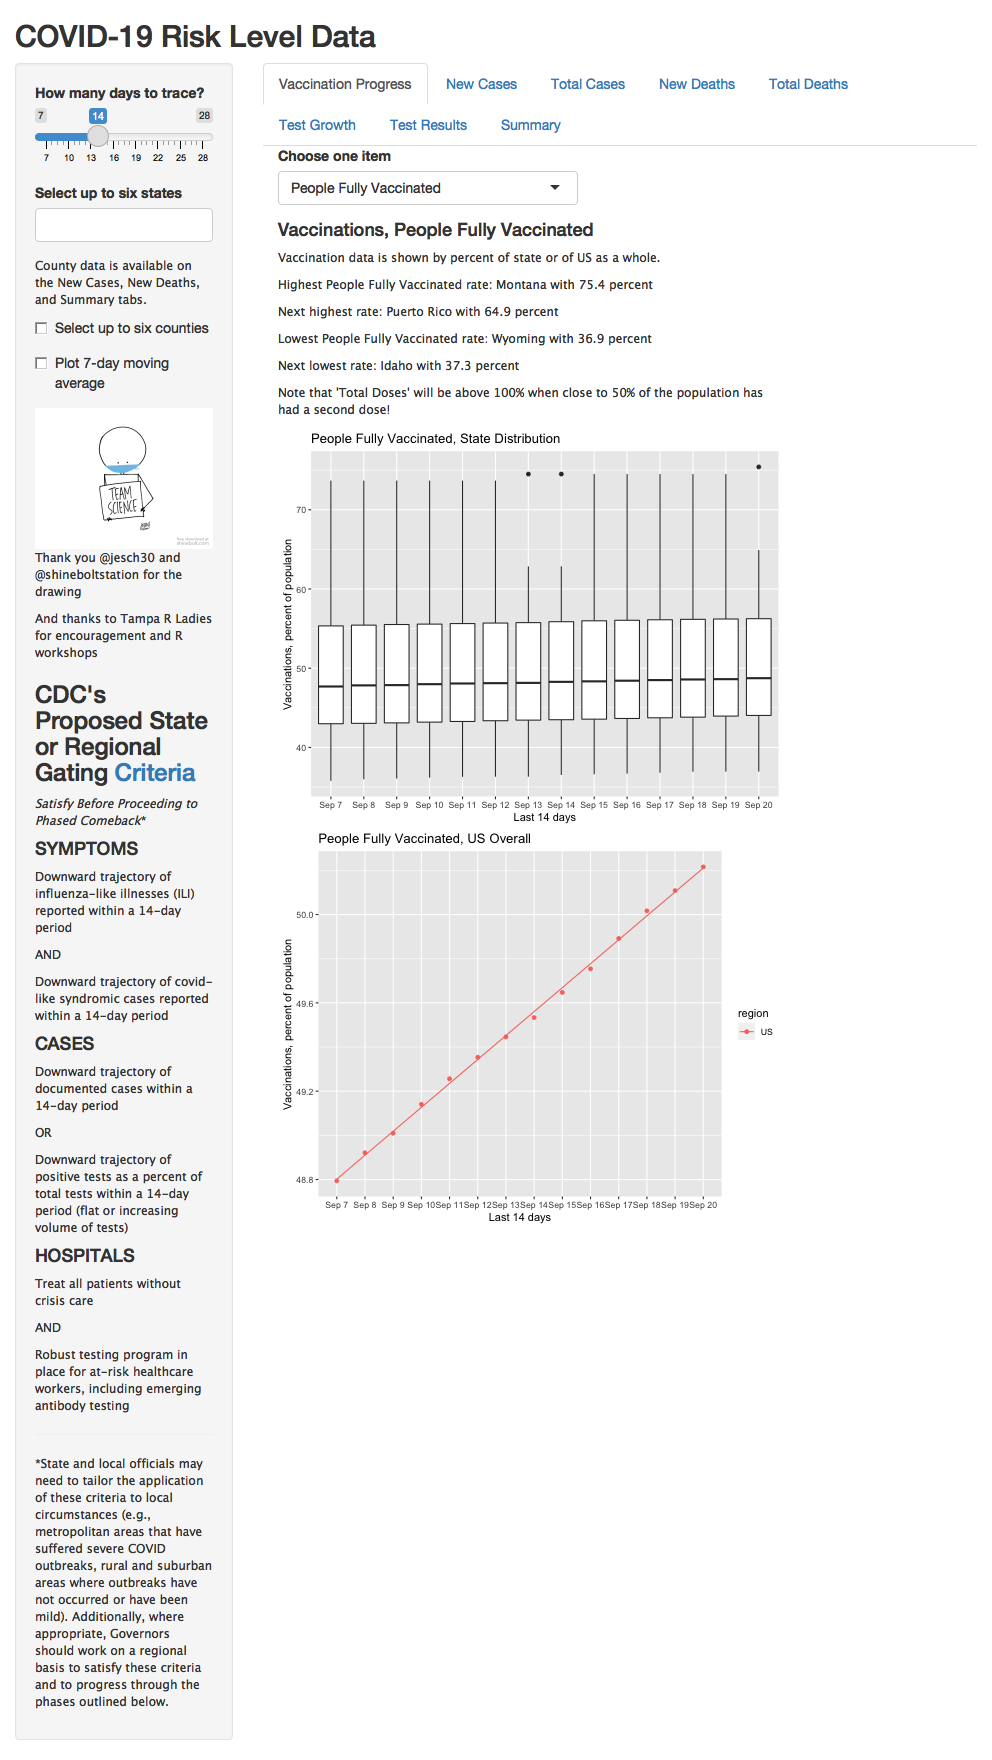 COVID-19 Risk Level Data
How many days to trace?
7 14 28
7 10 13 16 19 22 25 28
Select up to six states
County data is available on
the New Cases, New Deaths,
and Summary tabs.
Select up to six counties
Plot 7-day moving
average
TEAM
SCIENCE
Thank you @jesch30 and
@shineboltstation for the
drawing
And thanks to Tampa R Ladies
for encouragement and R
workshops
CDC's
Proposed State
or Regional
Gating Criteria
Satisfy Before Proceeding to
Phased Comeback*
SYMPTOMS
Downward trajectory of
influenza-like illnesses (ILI)
reported within a 14-day
period
AND
Downward trajectory of covid-
like syndromic cases reported
within a 14-day period
CASES
Downward trajectory of
documented cases within a
14-day period
OR
Downward trajectory of
positive tests as a percent of
total tests within a 14-day
period (flat or increasing
volume of tests)
HOSPITALS
Treat all patients without
crisis care
AND
Robust testing program in
place for at-risk healthcare
workers, including emerging
antibody testing
*State and local officials may
need to tailor the application
of these criteria to local
circumstances (e.g.,
metropolitan areas that have
suffered severe COVID
outbreaks, rural and suburban
areas where outbreaks have
not occurred or have been
mild). Additionally, where
appropriate, Governors
should work on a regional
basis to satisfy these criteria
and to progress through the
phases outlined below.
Vaccination Progress New Cases Total Cases New Deaths Total Deaths
Test Growth Test Results Summary
Choose one item
People Fully Vaccinated
Vaccinations, People Fully Vaccinated
Vaccination data is shown by percent of state or of US as a whole.
Highest People Fully Vaccinated rate: Montana with 75.4 percent
Next highest rate: Puerto Rico with 64.9 percent
Lowest People Fully Vaccinated rate: Wyoming with 36.9 percent
Next lowest rate: Idaho with 37.3 percent
Note that 'Total Doses' will be above 100% when close to 50% of the population has
had a second dose!
People Fully Vaccinated, State Distribution
Vaccinations, percent of population
70
60
50
40
Sep 7 Sep 8 Sep 9 Sep 10 Sep 11 Sep 12 Sep 13 Sep 14 Sep 15 Sep 16 Sep 17 Sep 18 Sep 19 Sep 20
Last 14 days
People Fully Vaccinated, US Overall
Vaccinations, percent of population
50.0
49.6
49.2
48.8
Sep 7 Sep 8 Sep 9 Sep 10 Sep 11 Sep 12 Sep 13 Sep 14 Sep 15 Sep 16 Sep 17 Sep 18 Sep 19 Sep 20
Last 14 days
region
US